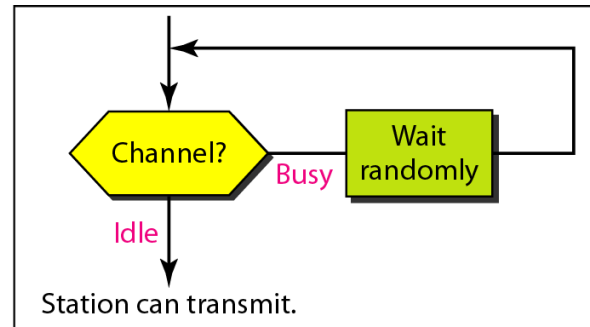 Channel?
Busy
Wait
randomly
Idle
Station can transmit.